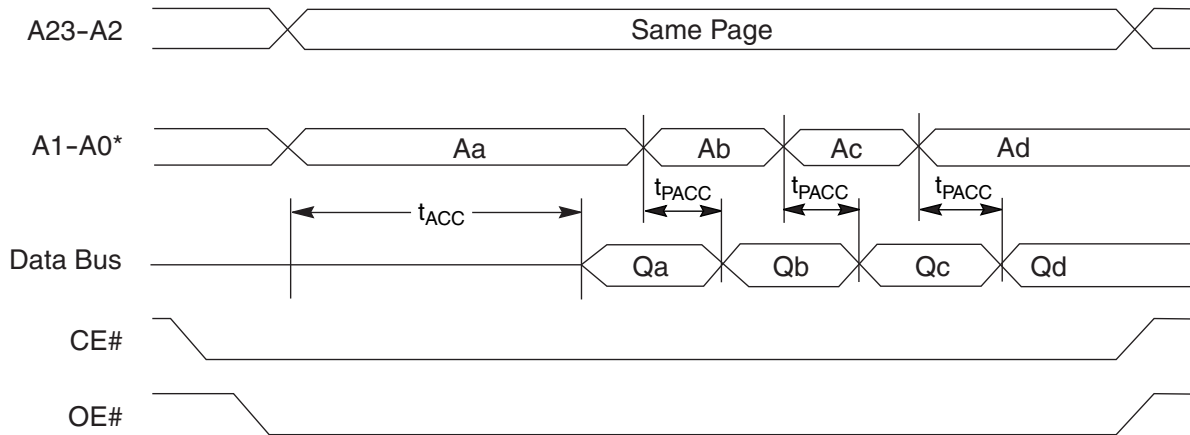 A23–A2 Same Page
A1–A0* Aa Ab Ac Ad
tPACC tPACC tPACC
tACC
Data Bus Qa Qb Qc Qd
CE#
OE#